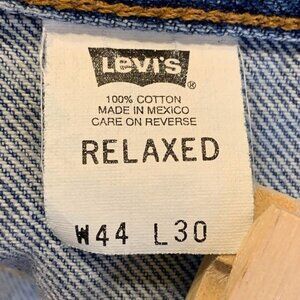 LEVI'S ®
100% COTTON
MADE IN MEXICO
CARE ON REVERSE
RELAXED
W44 L30